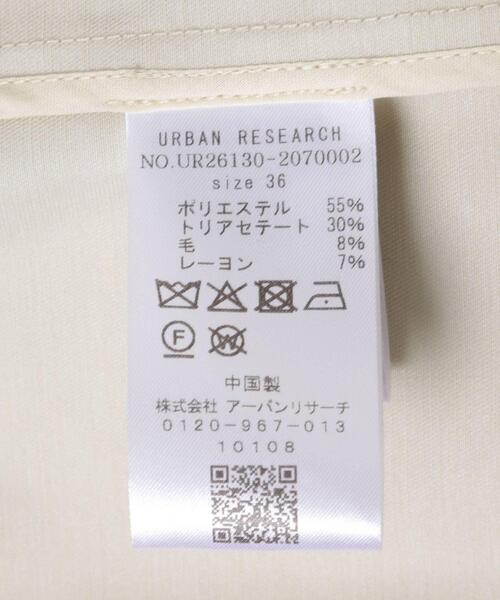 URBAN RESEARCH
NO.UR26130-2070002
size 36
ポリエステル 55%
トリアセテート 30%
毛 8%
レーヨン 7%
F W
中国製
株式会社 アーバンリサーチ
0120-967-013
10108